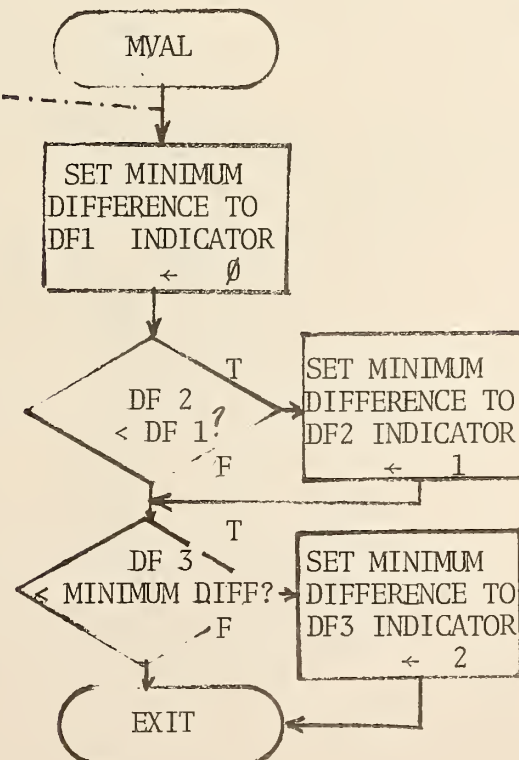 MVAL
SET MINIMUM
DIFFERENCE TO
DF1 INDICATOR
← Ø
DF 2
< DF 1?
T
F
SET MINIMUM
DIFFERENCE TO
DF2 INDICATOR
← 1
DF 3
< MINIMUM DIFF?
T
F
SET MINIMUM
DIFFERENCE TO
DF3 INDICATOR
← 2
EXIT